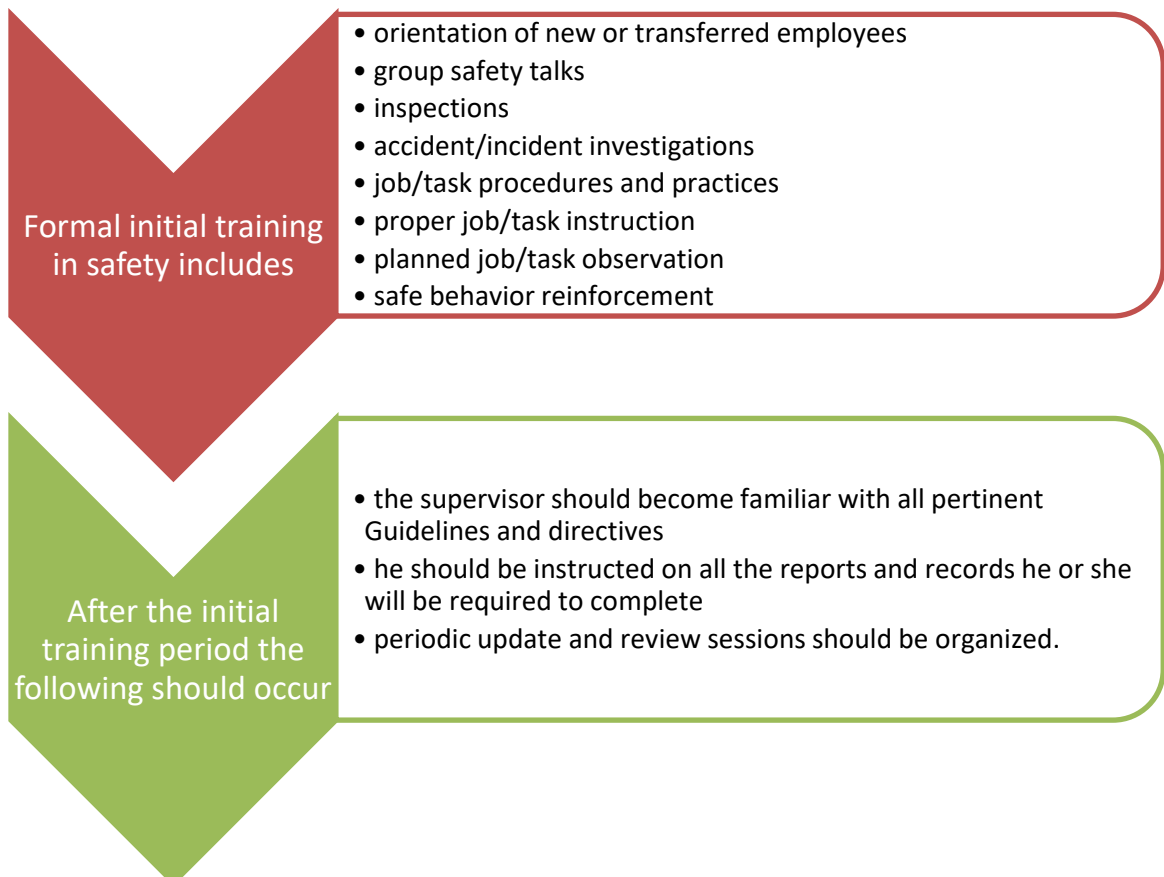 Formal initial training
in safety includes
• orientation of new or transferred employees
• group safety talks
• inspections
• accident/incident investigations
• job/task procedures and practices
• proper job/task instruction
• planned job/task observation
• safe behavior reinforcement
After the initial
training period the
following should occur
• the supervisor should become familiar with all pertinent
Guidelines and directives
• he should be instructed on all the reports and records he or she
will be required to complete
• periodic update and review sessions should be organized.